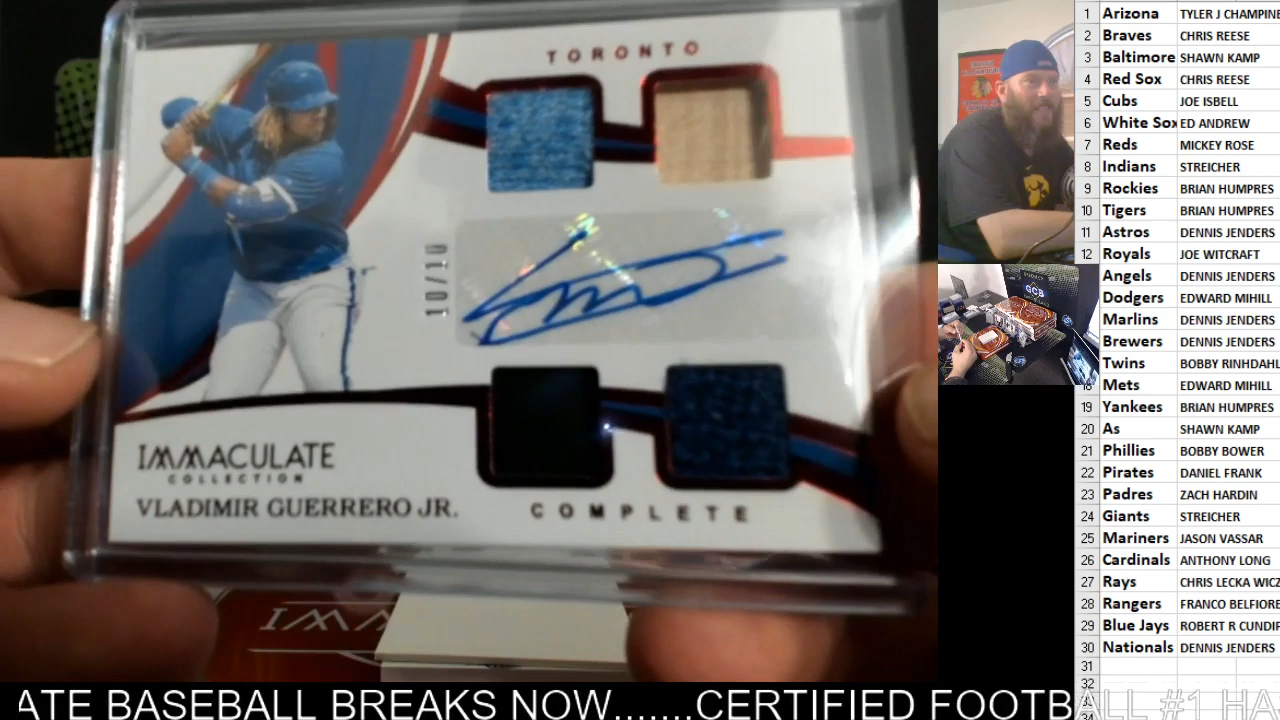 TORONTO
10/10
IMMACULATE
COLLECTION
VLADIMIR GUERRERO JR.
COMPLETE
IMMA
GCB
1 Arizona TYLER J CHAMPINE
2 Braves CHRIS REESE
3 Baltimore SHAWN KAMP
4 Red Sox CHRIS REESE
5 Cubs JOE ISBELL
6 White Sox ED ANDREW
7 Reds MICKEY ROSE
8 Indians STREICHER
9 Rockies BRIAN HUMPRES
10 Tigers BRIAN HUMPRES
11 Astros DENNIS JENDERS
12 Royals JOE WITCRAFT
Angels DENNIS JENDERS
Dodgers EDWARD MIHILL
Marlins DENNIS JENDERS
Brewers DENNIS JENDERS
Twins BOBBY RINHDAHL
18 Mets EDWARD MIHILL
19 Yankees BRIAN HUMPRES
20 As SHAWN KAMP
21 Phillies BOBBY BOWER
22 Pirates DANIEL FRANK
23 Padres ZACH HARDIN
24 Giants STREICHER
25 Mariners JASON VASSAR
26 Cardinals ANTHONY LONG
27 Rays CHRIS LECKA WICZ
28 Rangers FRANCO BELFIORE
29 Blue Jays ROBERT R CUNDIF
30 Nationals DENNIS JENDERS
31
32
ATE BASEBALL BREAKS NOW.......CERTIFIED FOOTBALL #1 HA